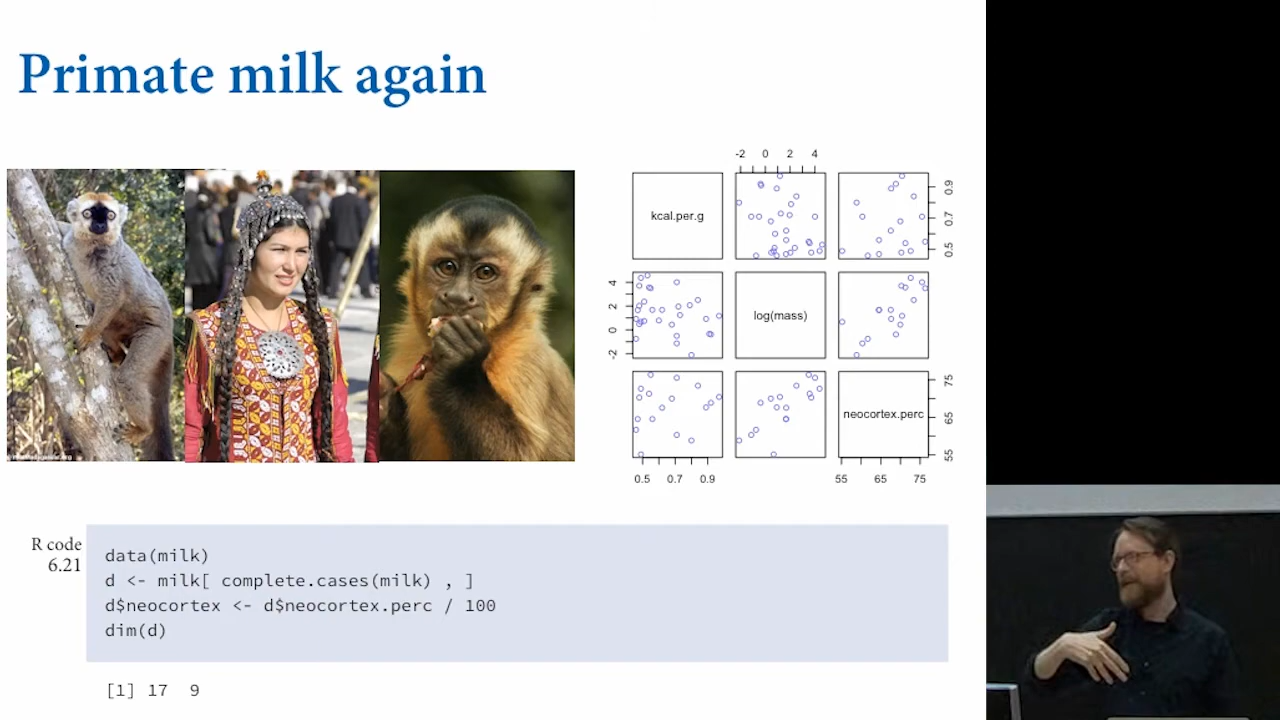 Primate milk again
-2 0 2 4
kcal.per.g
0.5 0.7 0.9
-2 0 2 4
log(mass)
neocortex.perc
55 65 75
0.5 0.7 0.9
55 65 75
R code
6.21
data(milk)
d <- milk[ complete.cases(milk) , ]
d$neocortex <- d$neocortex.perc / 100
dim(d)
[1] 17 9